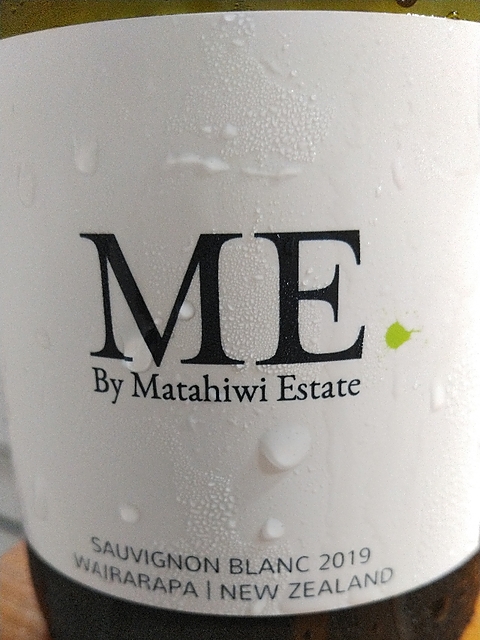 ME
By Matahiwi Estate
SAUVIGNON BLANC 2019
WAIRARAPA | NEW ZEALAND